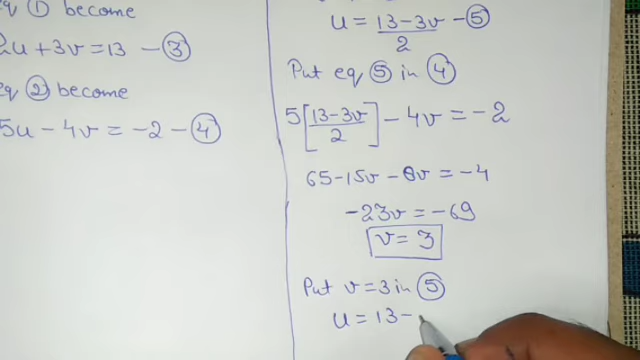 eq ① become
2u + 3v = 13 - ③
eq ② become
5u - 4v = -2 - ④
u = 13 - 3v / 2 - ⑤
Put eq ⑤ in ④
5[13 - 3v / 2] - 4v = -2
65 - 15v - 8v = -4
-23v = -69
v = 3
Put v = 3 in ⑤
u = 13 -